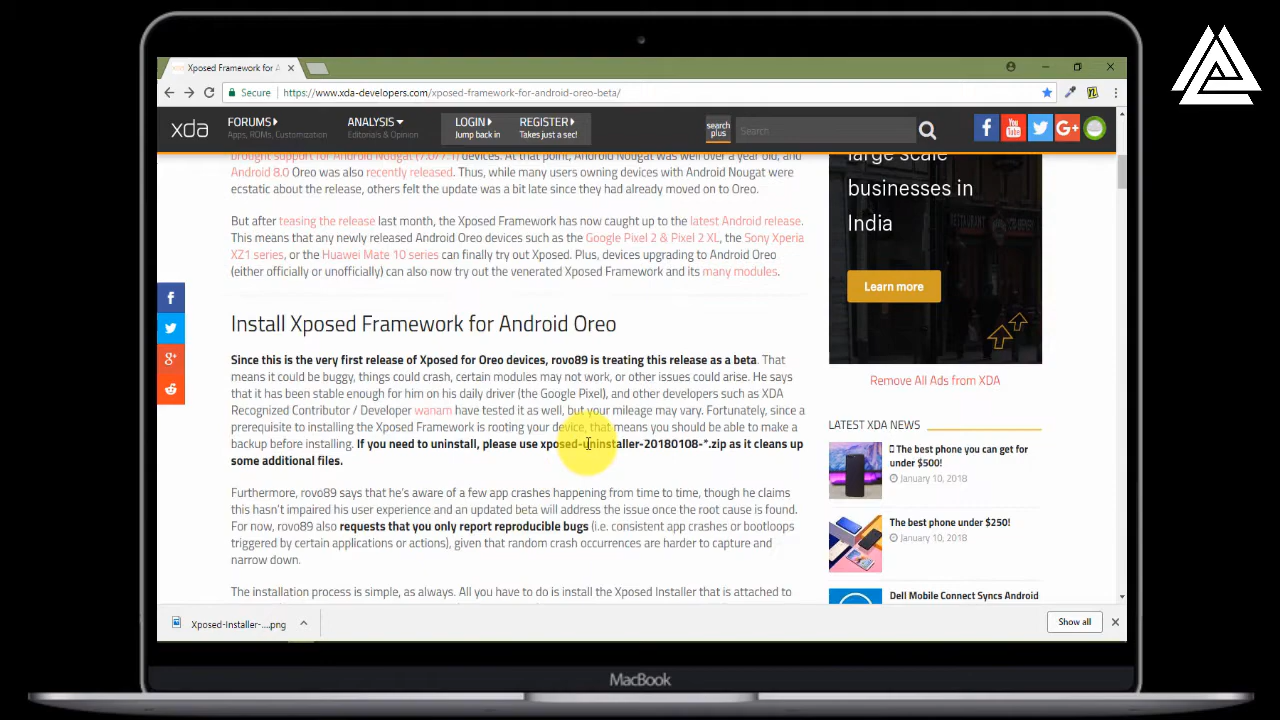 Xposed Framework for A
Secure
https://www.xda-developers.com/xposed-framework-for-android-oreo-beta/
xda
FORUMS
Apps, ROMs, Customization
ANALYSIS
Editorials & Opinion
LOGIN
Jump back in
REGISTER
Takes just a sec!
search
plus
Search
brought support for Android Nougat (7.0/7.1) devices. At that point, Android Nougat was well over a year old, and
Android 8.0 Oreo was also recently released. Thus, while many users owning devices with Android Nougat were
ecstatic about the release, others felt the update was a bit late since they had already moved on to Oreo.
But after teasing the release last month, the Xposed Framework has now caught up to the latest Android release.
This means that any newly released Android Oreo devices such as the Google Pixel 2 & Pixel 2 XL, the Sony Xperia
XZ1 series, or the Huawei Mate 10 series can finally try out Xposed. Plus, devices upgrading to Android Oreo
(either officially or unofficially) can also now try out the venerated Xposed Framework and its many modules.
Install Xposed Framework for Android Oreo
Since this is the very first release of Xposed for Oreo devices, rovo89 is treating this release as a beta. That
means it could be buggy, things could crash, certain modules may not work, or other issues could arise. He says
that it has been stable enough for him on his daily driver (the Google Pixel), and other developers such as XDA
Recognized Contributor / Developer wanam have tested it as well, but your mileage may vary. Fortunately, since a
prerequisite to installing the Xposed Framework is rooting your device, that means you should be able to make a
backup before installing. If you need to uninstall, please use xposed-uninstaller-20180108-*.zip as it cleans up
some additional files.
Furthermore, rovo89 says that he's aware of a few app crashes happening from time to time, though he claims
this hasn't impaired his user experience and an updated beta will address the issue once the root cause is found.
For now, rovo89 also requests that you only report reproducible bugs (i.e. consistent app crashes or bootloops
triggered by certain applications or actions), given that random crash occurrences are harder to capture and
narrow down.
The installation process is simple, as always. All you have to do is install the Xposed Installer that is attached to
large scale
businesses in
India
Learn more
Remove All Ads from XDA
LATEST XDA NEWS
The best phone you can get for
under $500!
January 10, 2018
The best phone under $250!
January 10, 2018
Dell Mobile Connect Syncs Android
Xposed-Installer-....png
Show all
MacBook